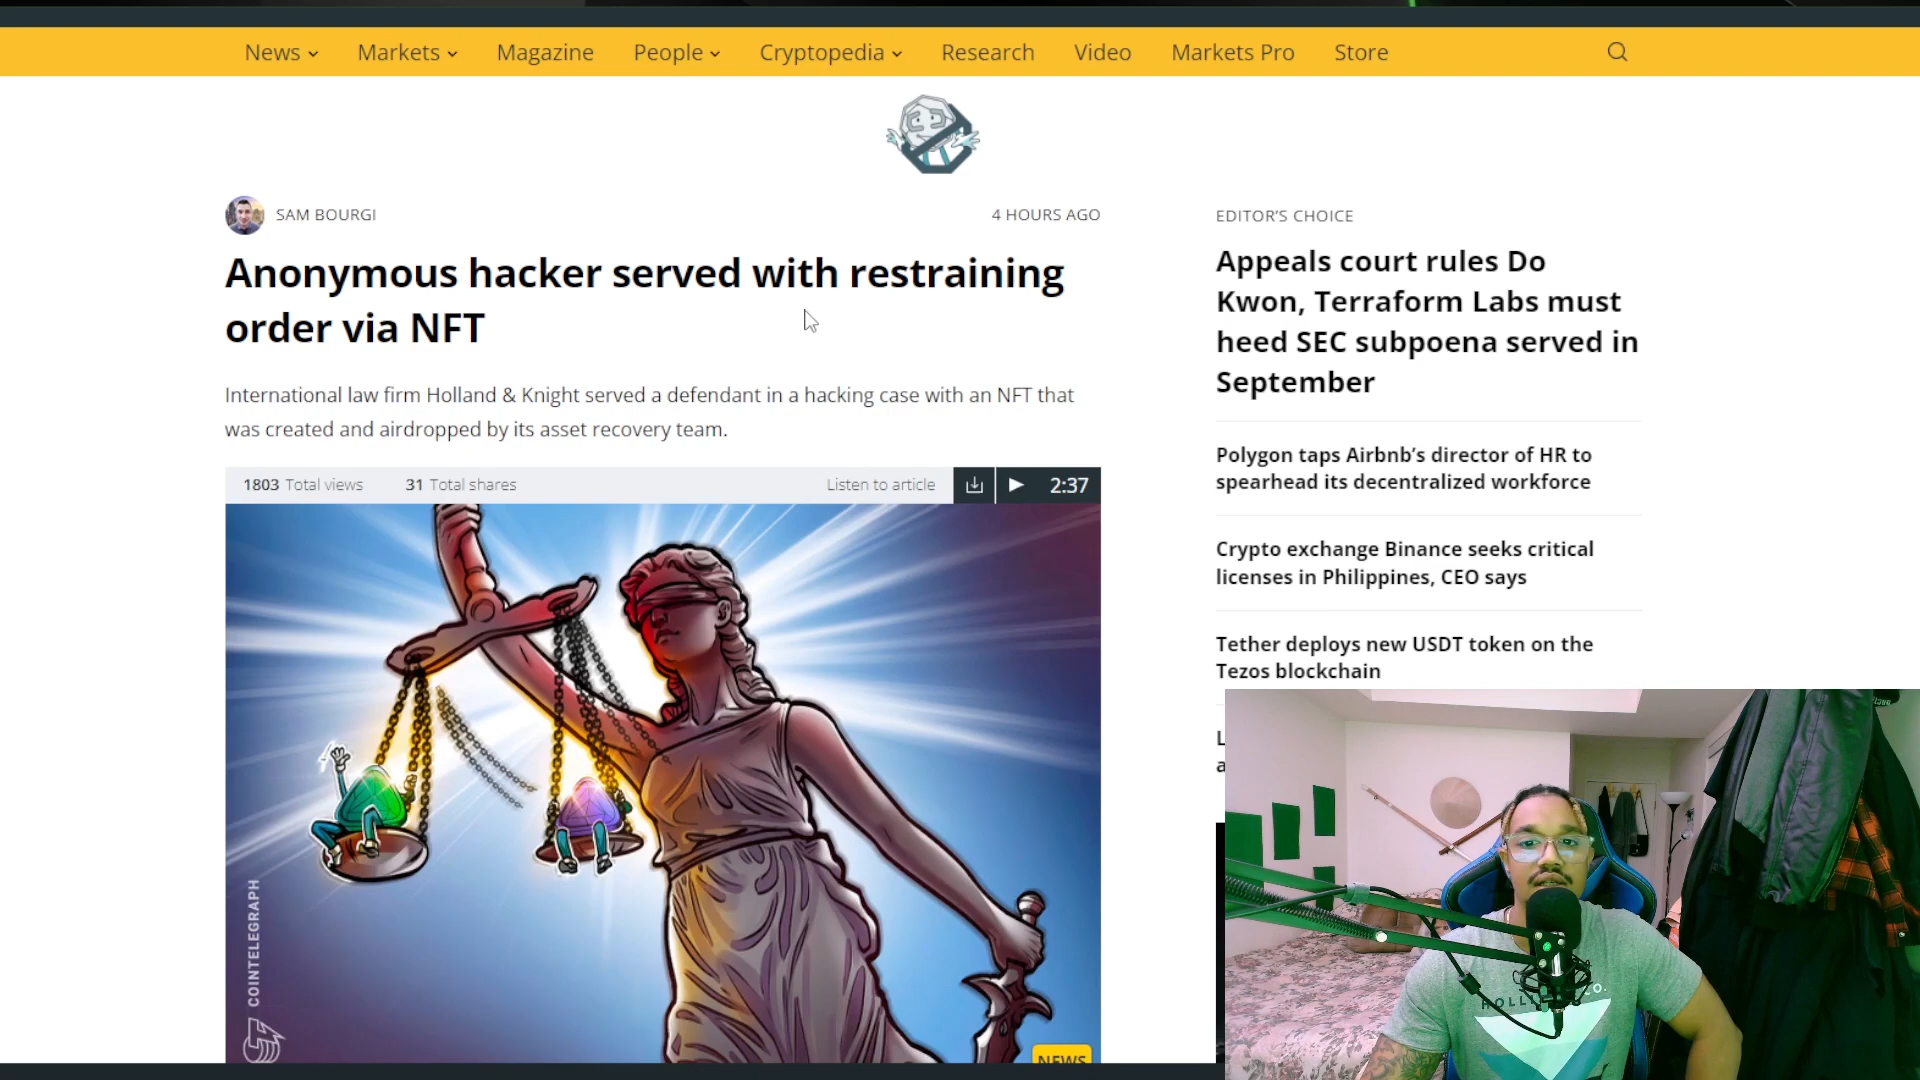 News Markets Magazine People Cryptopedia Research Video Markets Pro Store
SAM BOURGI
4 HOURS AGO
Anonymous hacker served with restraining
order via NFT
International law firm Holland & Knight served a defendant in a hacking case with an NFT that
was created and airdropped by its asset recovery team.
1803 Total views 31 Total shares Listen to article 2:37
COINTELEGRAPH
NEWS
EDITOR'S CHOICE
Appeals court rules Do
Kwon, Terraform Labs must
heed SEC subpoena served in
September
Polygon taps Airbnb's director of HR to
spearhead its decentralized workforce
Crypto exchange Binance seeks critical
licenses in Philippines, CEO says
Tether deploys new USDT token on the
Tezos blockchain